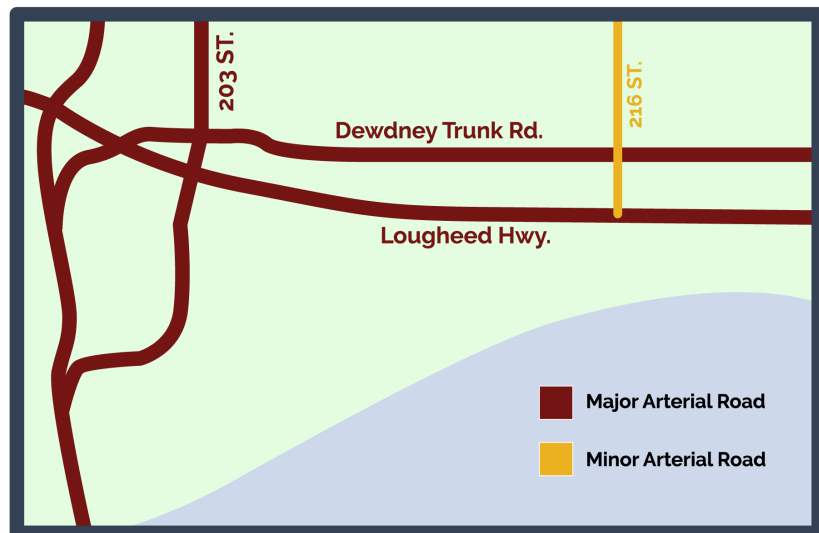 203 ST.
216 ST.
Dewdney Trunk Rd.
Lougheed Hwy.
Major Arterial Road
Minor Arterial Road